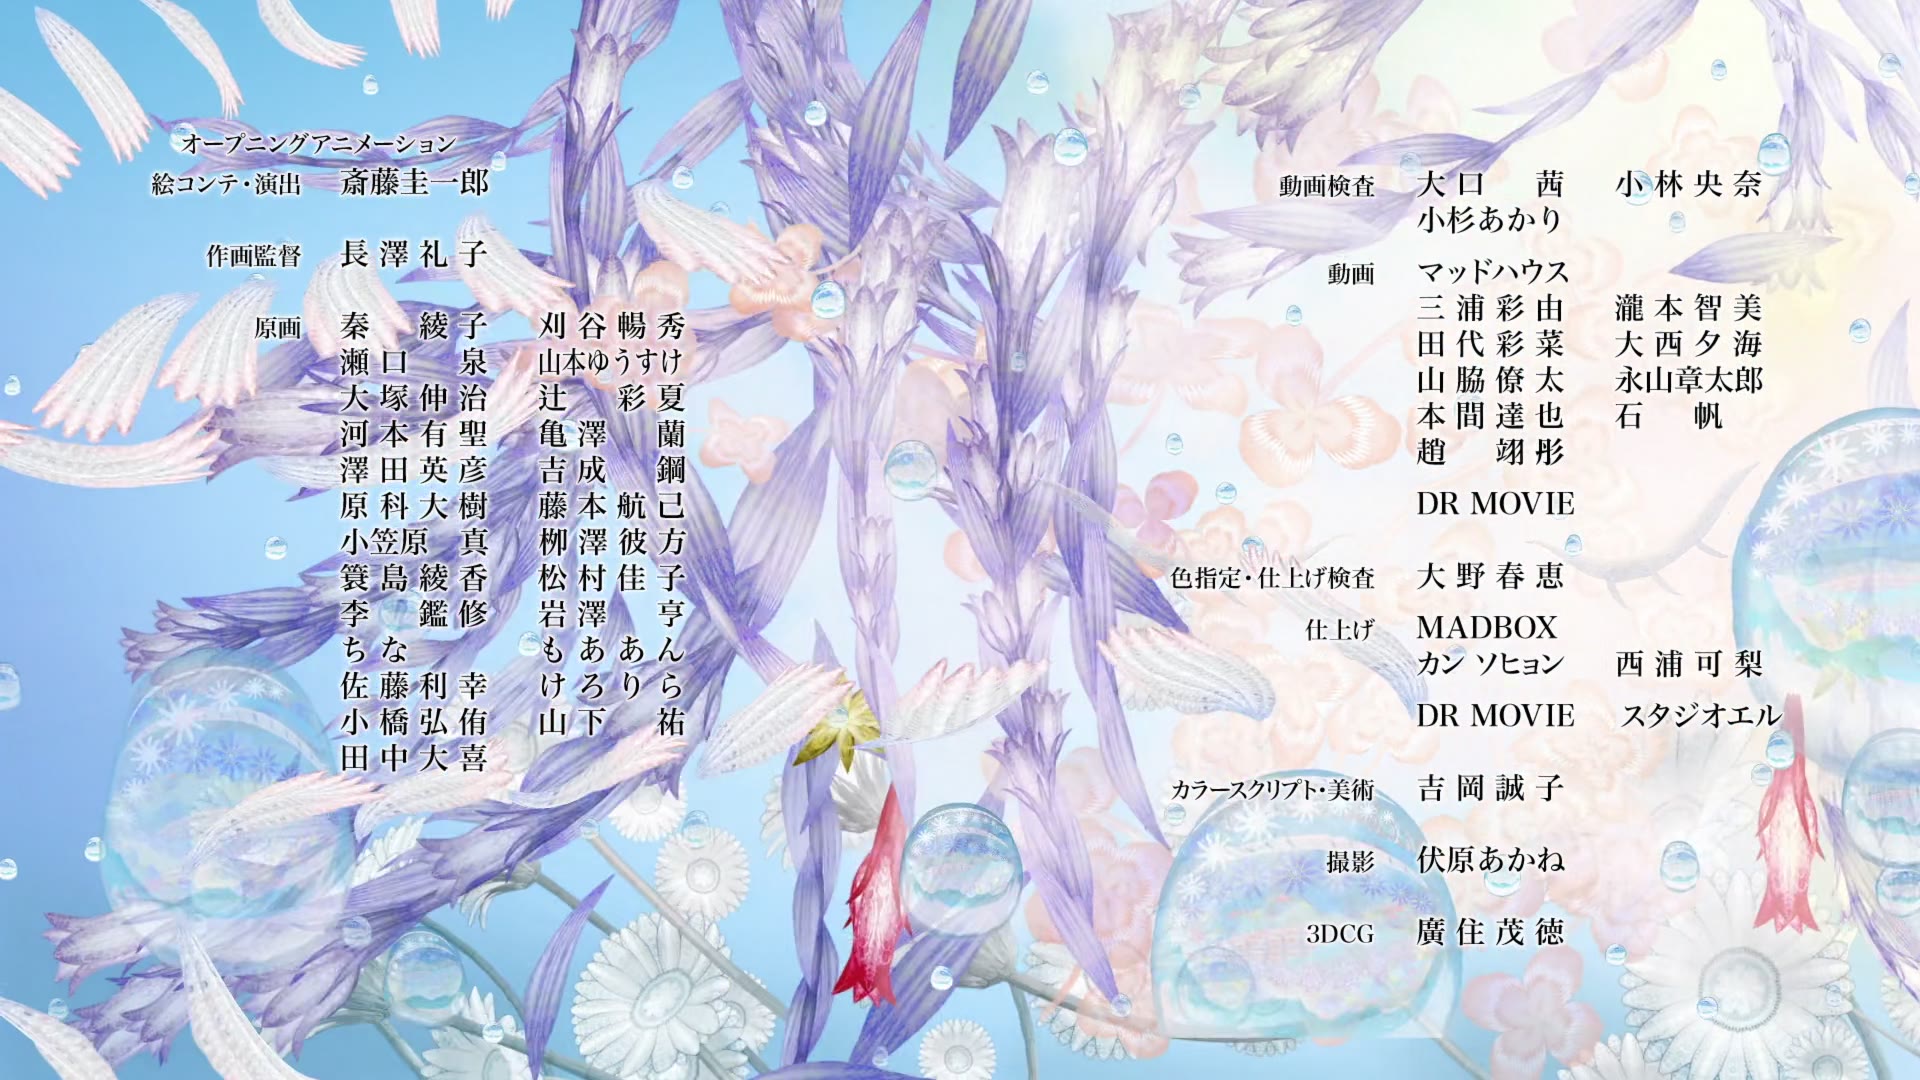 オープニングアニメーション
絵コンテ・演出 斎藤圭一郎
作画監督 長澤礼子
原画 秦 綾子 刈谷暢秀
瀬口 泉 山本ゆうすけ
大塚伸治 辻 彩夏
河本有聖 亀澤 蘭
澤田英彦 吉成 鋼
原科大樹 藤本航己
小笠原 真 栁澤彼方
簑島綾香 松村佳子
李 鑑修 岩澤 亨
ちな もああん
佐藤利幸 けろりら
小橋弘侑 山下 祐
田中大喜
動画検査 大口 茜 小林央奈
小杉あかり
動画 マッドハウス
三浦彩由 瀧本智美
田代彩菜 大西夕海
山脇僚太 永山章太郎
本間達也 石 帆
趙 翊彤
DR MOVIE
色指定・仕上げ検査 大野春恵
仕上げ MADBOX
カン ソヒョン 西浦可梨
DR MOVIE スタジオエル
カラースクリプト・美術 吉岡誠子
撮影 伏原あかね
3DCG 廣住茂徳